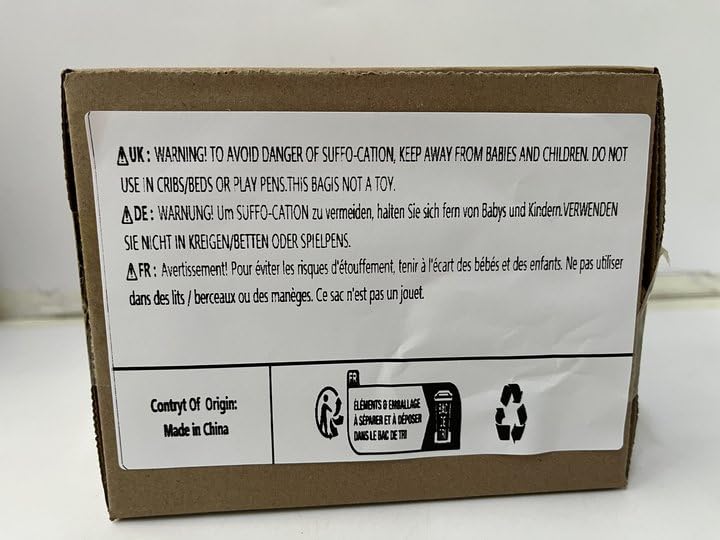 UK: WARNING! TO AVOID DANGER OF SUFFO-CATION, KEEP AWAY FROM BABIES AND CHILDREN. DO NOT
USE IN CRIBS/BEDS OR PLAY PENS.THIS BAGIS NOT A TOY.
DE: WARNUNG! Um SUFFO-CATION zu vermeiden, halten Sie sich fern von Babys und Kindern.VERWENDEN
SIE NICHT IN KREIGEN/BETTEN ODER SPIELPENS.
FR: Avertissement! Pour éviter les risques d'étouffement, tenir à l'écart des bébés et des enfants. Ne pas utiliser
dans des lits / berceaux ou des manèges. Ce sac n'est pas un jouet.
Contryt Of Origin:
Made in China
FR
ÉLÉMENTS D EMBALLAGE
À SÉPARER ET À DÉPOSER
DANS LE BAC DE TRI
BAC DE TRI